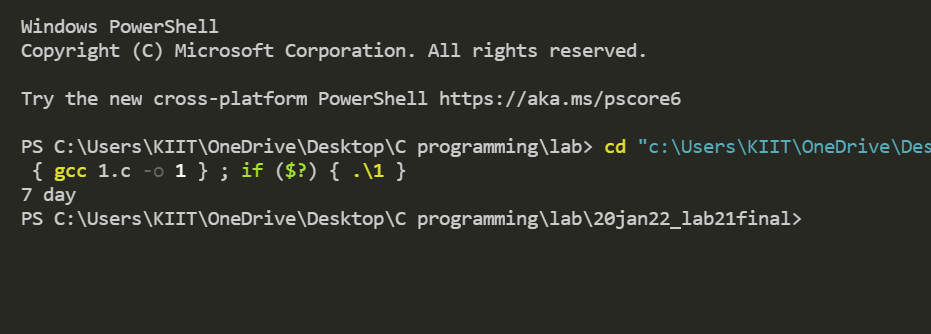 Windows PowerShell
Copyright (C) Microsoft Corporation. All rights reserved.
Try the new cross-platform PowerShell https://aka.ms/pscore6
PS C:\Users\KIIT\OneDrive\Desktop\C programming\lab> cd "c:\Users\KIIT\OneDrive\Des
{ gcc 1.c -o 1 } ; if ($?) { .\1 }
7 day
PS C:\Users\KIIT\OneDrive\Desktop\C programming\lab\20jan22_lab21final>